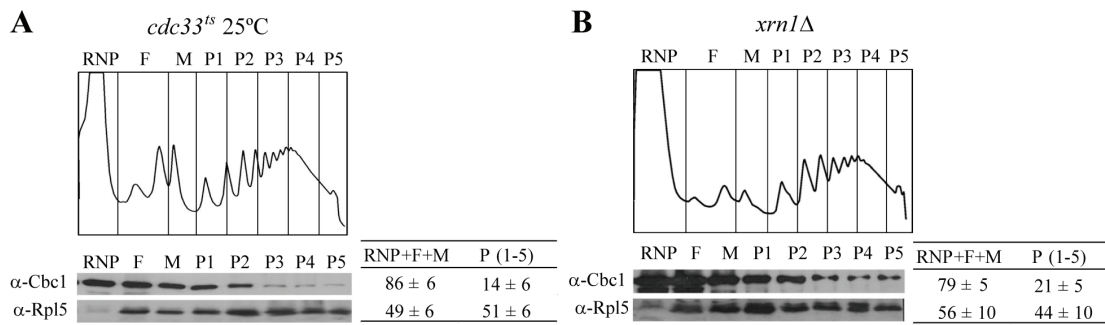 A
cdc33ts 25ºC
RNP F M P1 P2 P3 P4 P5
RNP F M P1 P2 P3 P4 P5
α-Cbc1
α-Rpl5
RNP+F+M P (1-5)
86 ± 6 14 ± 6
49 ± 6 51 ± 6
B
xrn1Δ
RNP F M P1 P2 P3 P4 P5
RNP F M P1 P2 P3 P4 P5
α-Cbc1
α-Rpl5
RNP+F+M P (1-5)
79 ± 5 21 ± 5
56 ± 10 44 ± 10